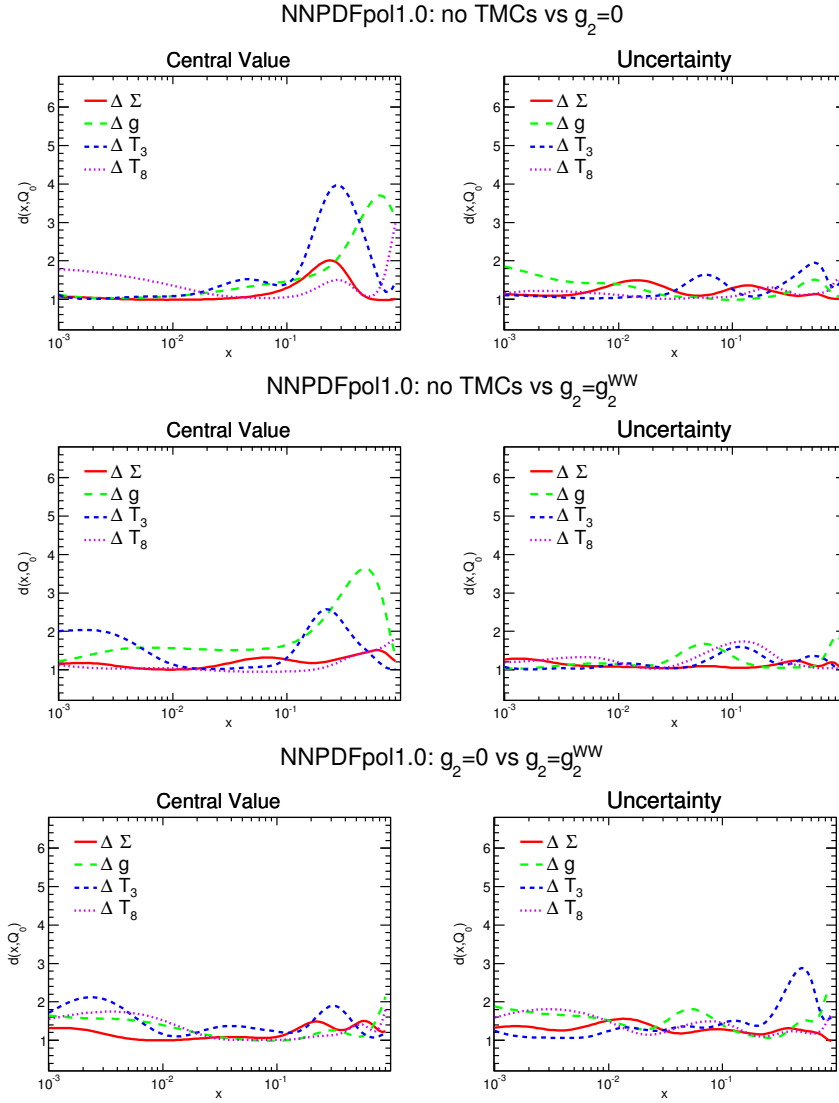 NNPDFpol1.0: no TMCs vs g₂=0
Central Value
Δ Σ
Δ g
Δ T₃
Δ T₈
d(x,Q₀)
6
5
4
3
2
1
10⁻³ 10⁻² 10⁻¹ 1
x
Uncertainty
Δ Σ
Δ g
Δ T₃
Δ T₈
d(x,Q₀)
6
5
4
3
2
1
10⁻³ 10⁻² 10⁻¹ 1
x
NNPDFpol1.0: no TMCs vs g₂=g₂ᵂᵂ
Central Value
Δ Σ
Δ g
Δ T₃
Δ T₈
d(x,Q₀)
6
5
4
3
2
1
10⁻³ 10⁻² 10⁻¹ 1
x
Uncertainty
Δ Σ
Δ g
Δ T₃
Δ T₈
d(x,Q₀)
6
5
4
3
2
1
10⁻³ 10⁻² 10⁻¹ 1
x
NNPDFpol1.0: g₂=0 vs g₂=g₂ᵂᵂ
Central Value
Δ Σ
Δ g
Δ T₃
Δ T₈
d(x,Q₀)
6
5
4
3
2
1
10⁻³ 10⁻² 10⁻¹ 1
x
Uncertainty
Δ Σ
Δ g
Δ T₃
Δ T₈
d(x,Q₀)
6
5
4
3
2
1
10⁻³ 10⁻² 10⁻¹ 1
x